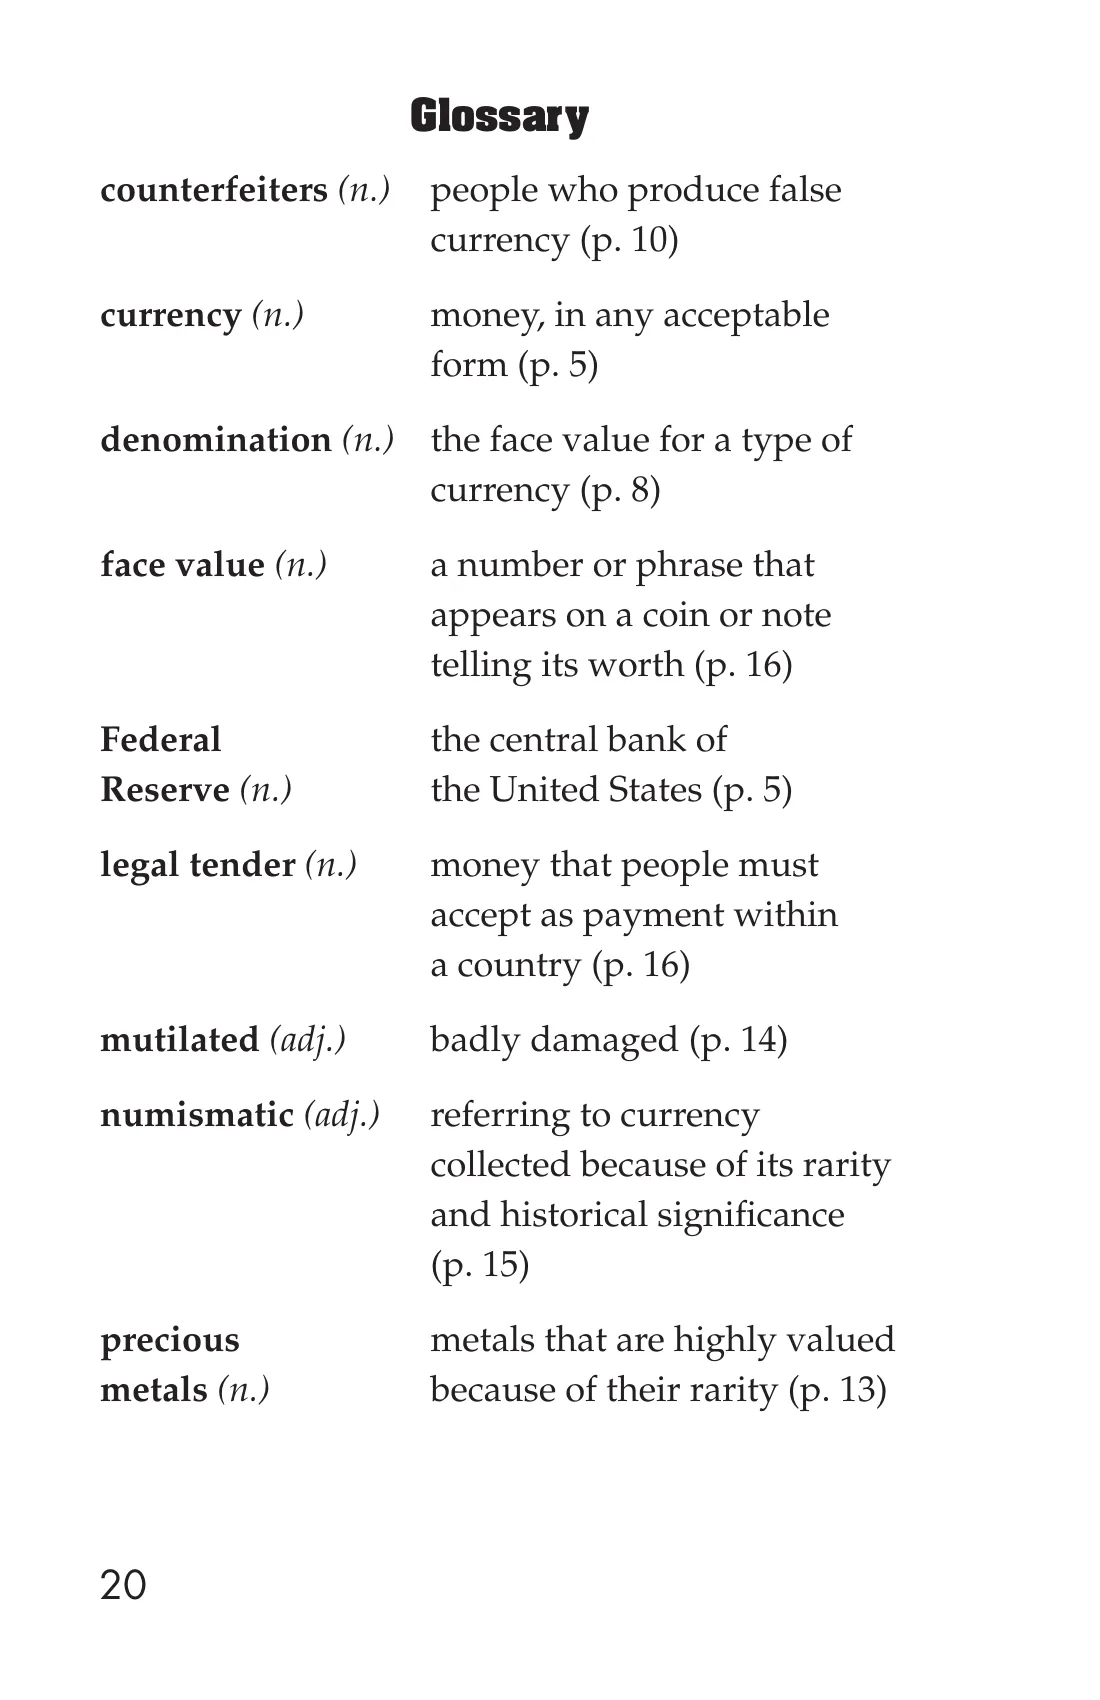 Glossary
counterfeiters (n.) people who produce false
currency (p. 10)
currency (n.) money, in any acceptable
form (p. 5)
denomination (n.) the face value for a type of
currency (p. 8)
face value (n.) a number or phrase that
appears on a coin or note
telling its worth (p. 16)
Federal the central bank of
Reserve (n.) the United States (p. 5)
legal tender (n.) money that people must
accept as payment within
a country (p. 16)
mutilated (adj.) badly damaged (p. 14)
numismatic (adj.) referring to currency
collected because of its rarity
and historical significance
(p. 15)
precious metals that are highly valued
metals (n.) because of their rarity (p. 13)
20